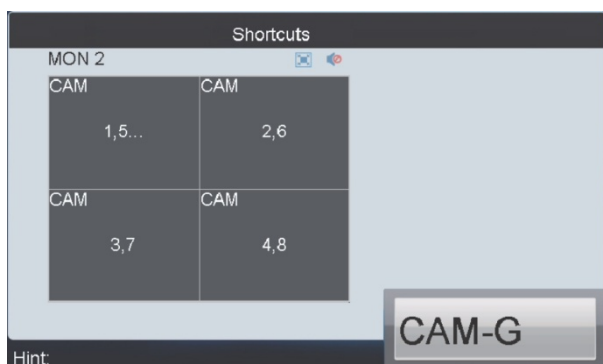 Shortcuts
MON 2
CAM CAM
1,5... 2,6
CAM CAM
3,7 4,8
CAM-G
Hint: